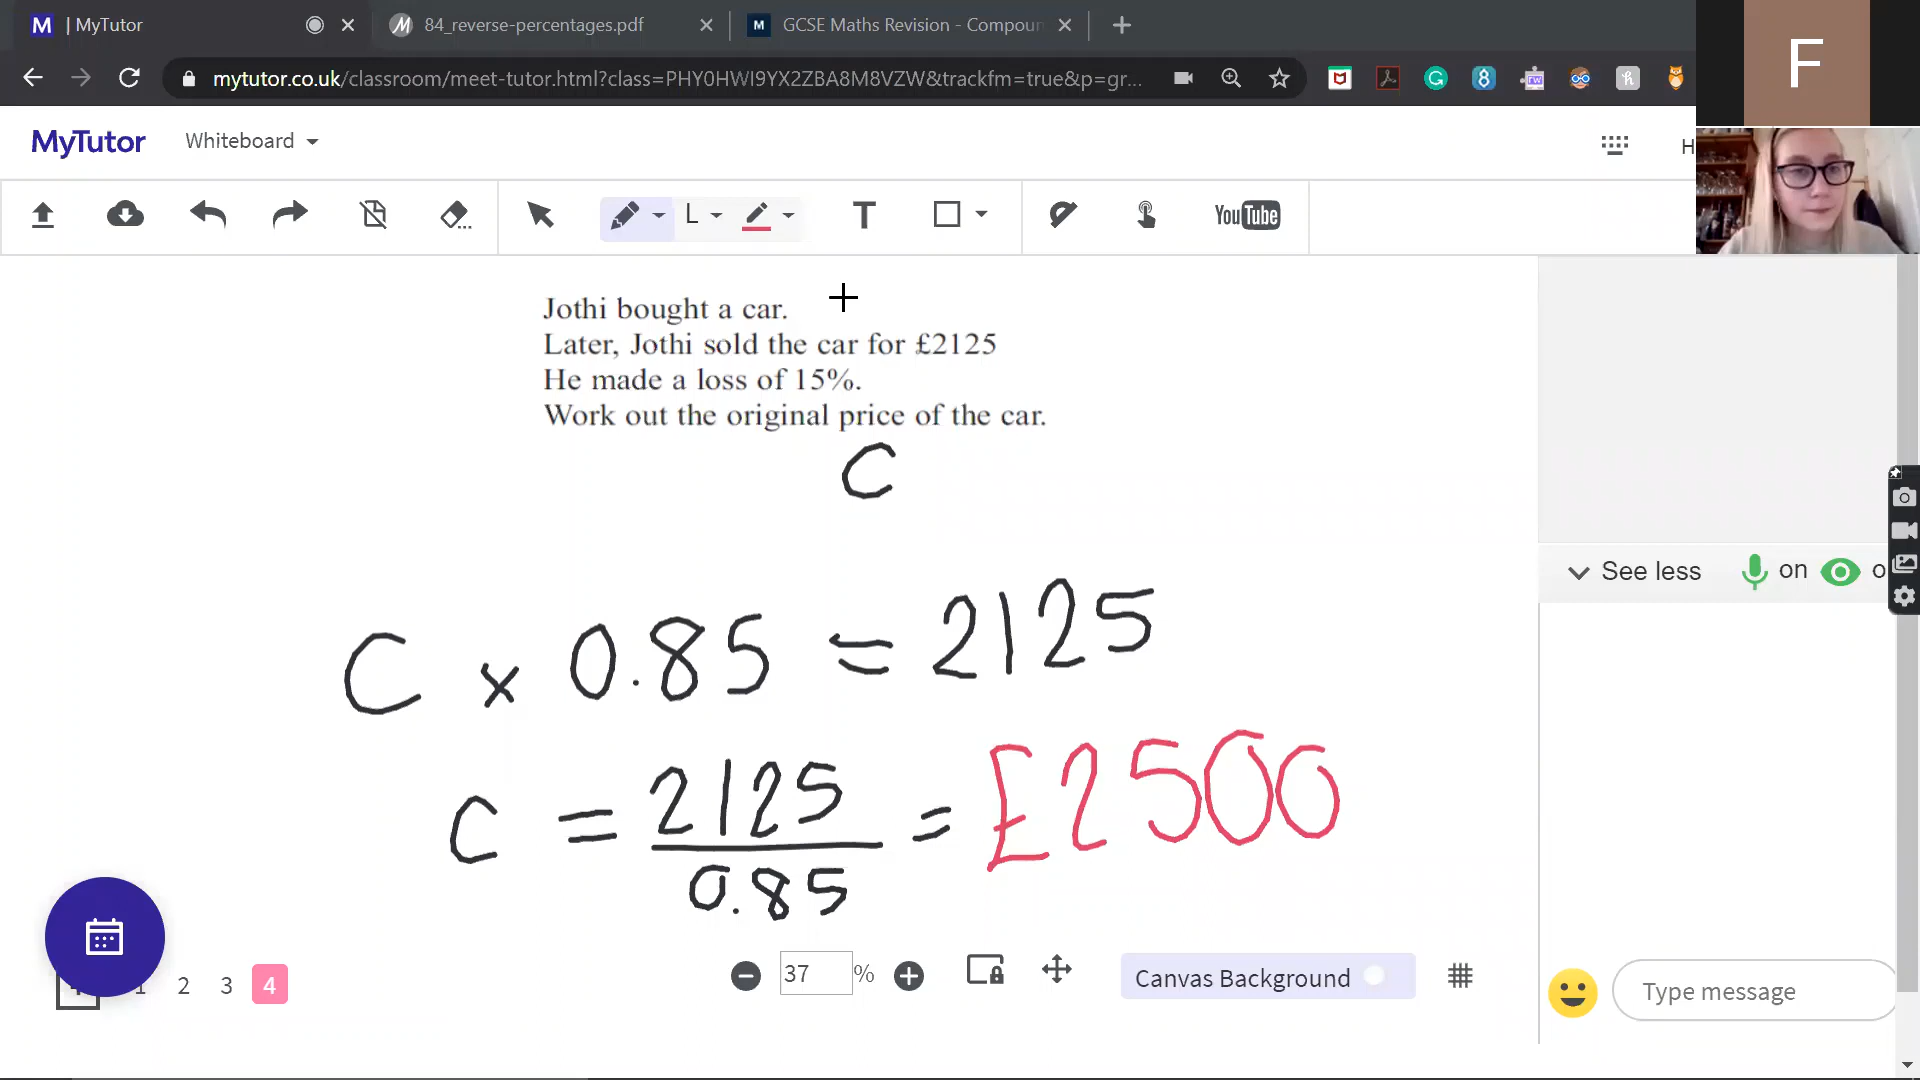 | MyTutor
84_reverse-percentages.pdf
GCSE Maths Revision - Compoun
mytutor.co.uk/classroom/meet-tutor.html?class=PHY0HWI9YX2ZBA8M8VZW&trackfm=true&p=gr...
F
MyTutor
Whiteboard
H
L
T
YouTube
Jothi bought a car.
Later, Jothi sold the car for £2125
He made a loss of 15%.
Work out the original price of the car.
C
C × 0.85 = 2125
C = 2125
0.85
= £2500
See less
on
o
1 2 3 4
37 %
Canvas Background
Type message